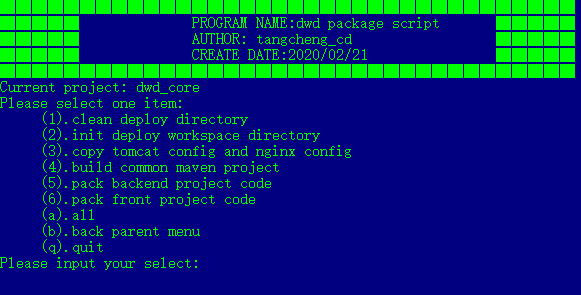 PROGRAM NAME:dwd package script
AUTHOR: tangcheng_cd
CREATE DATE:2020/02/21
Current project: dwd_core
Please select one item:
(1).clean deploy directory
(2).init deploy workspace directory
(3).copy tomcat config and nginx config
(4).build common maven project
(5).pack backend project code
(6).pack front project code
(a).all
(b).back parent menu
(q).quit
Please input your select: